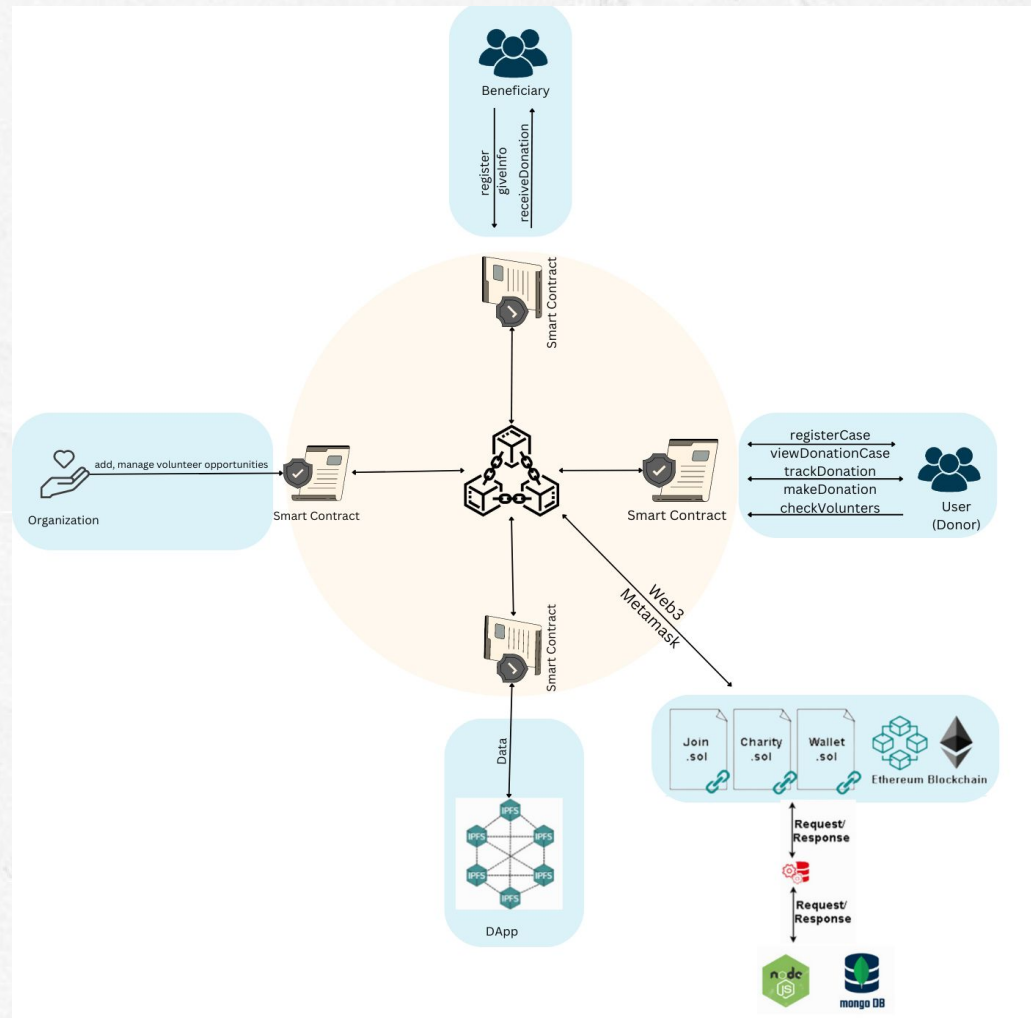 Beneficiary
register
giveInfo
receiveDonation
Smart Contract
add, manage volunteer opportunities
Organization
Smart Contract
Smart Contract
registerCase
viewDonationCase
trackDonation
makeDonation
checkVolunters
User
(Donor)
Web3
Metamask
Smart Contract
Data
IPFS
IPFS
IPFS
IPFS
IPFS
IPFS
DApp
Join
.sol
Charity
.sol
Wallet
.sol
Ethereum Blockchain
Request/
Response
Request/
Response
node
JS
mongo DB